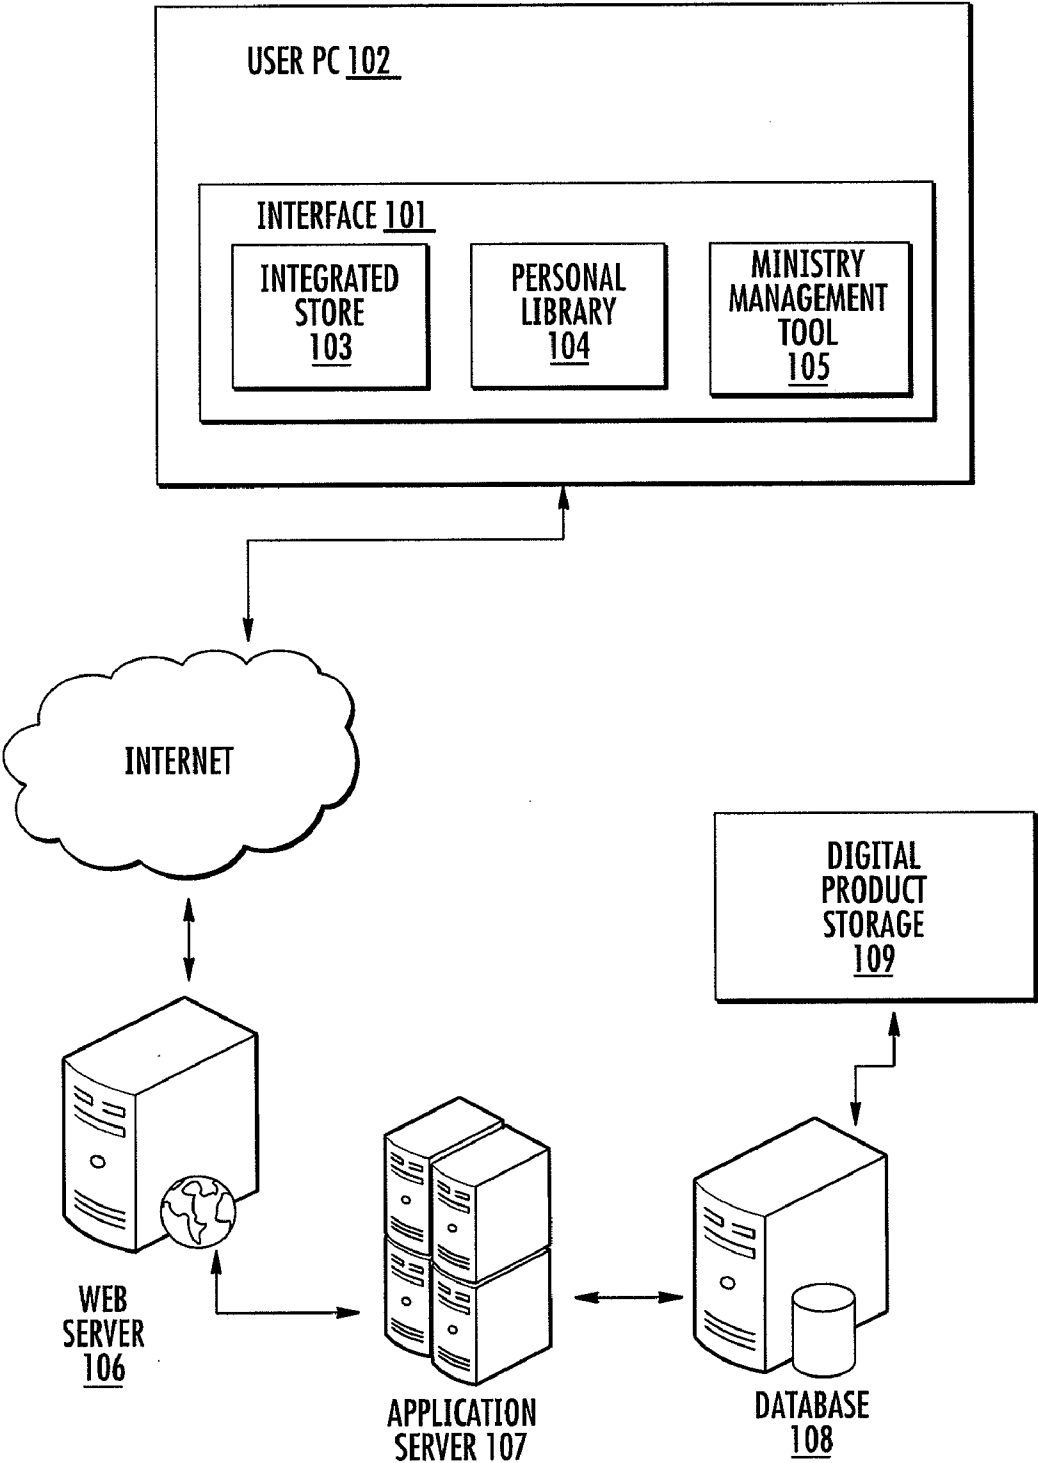 USER PC 102
INTERFACE 101
INTEGRATED
STORE
103
PERSONAL
LIBRARY
104
MINISTRY
MANAGEMENT
TOOL
105
INTERNET
DIGITAL
PRODUCT
STORAGE
109
WEB
SERVER
106
APPLICATION
SERVER 107
DATABASE
108